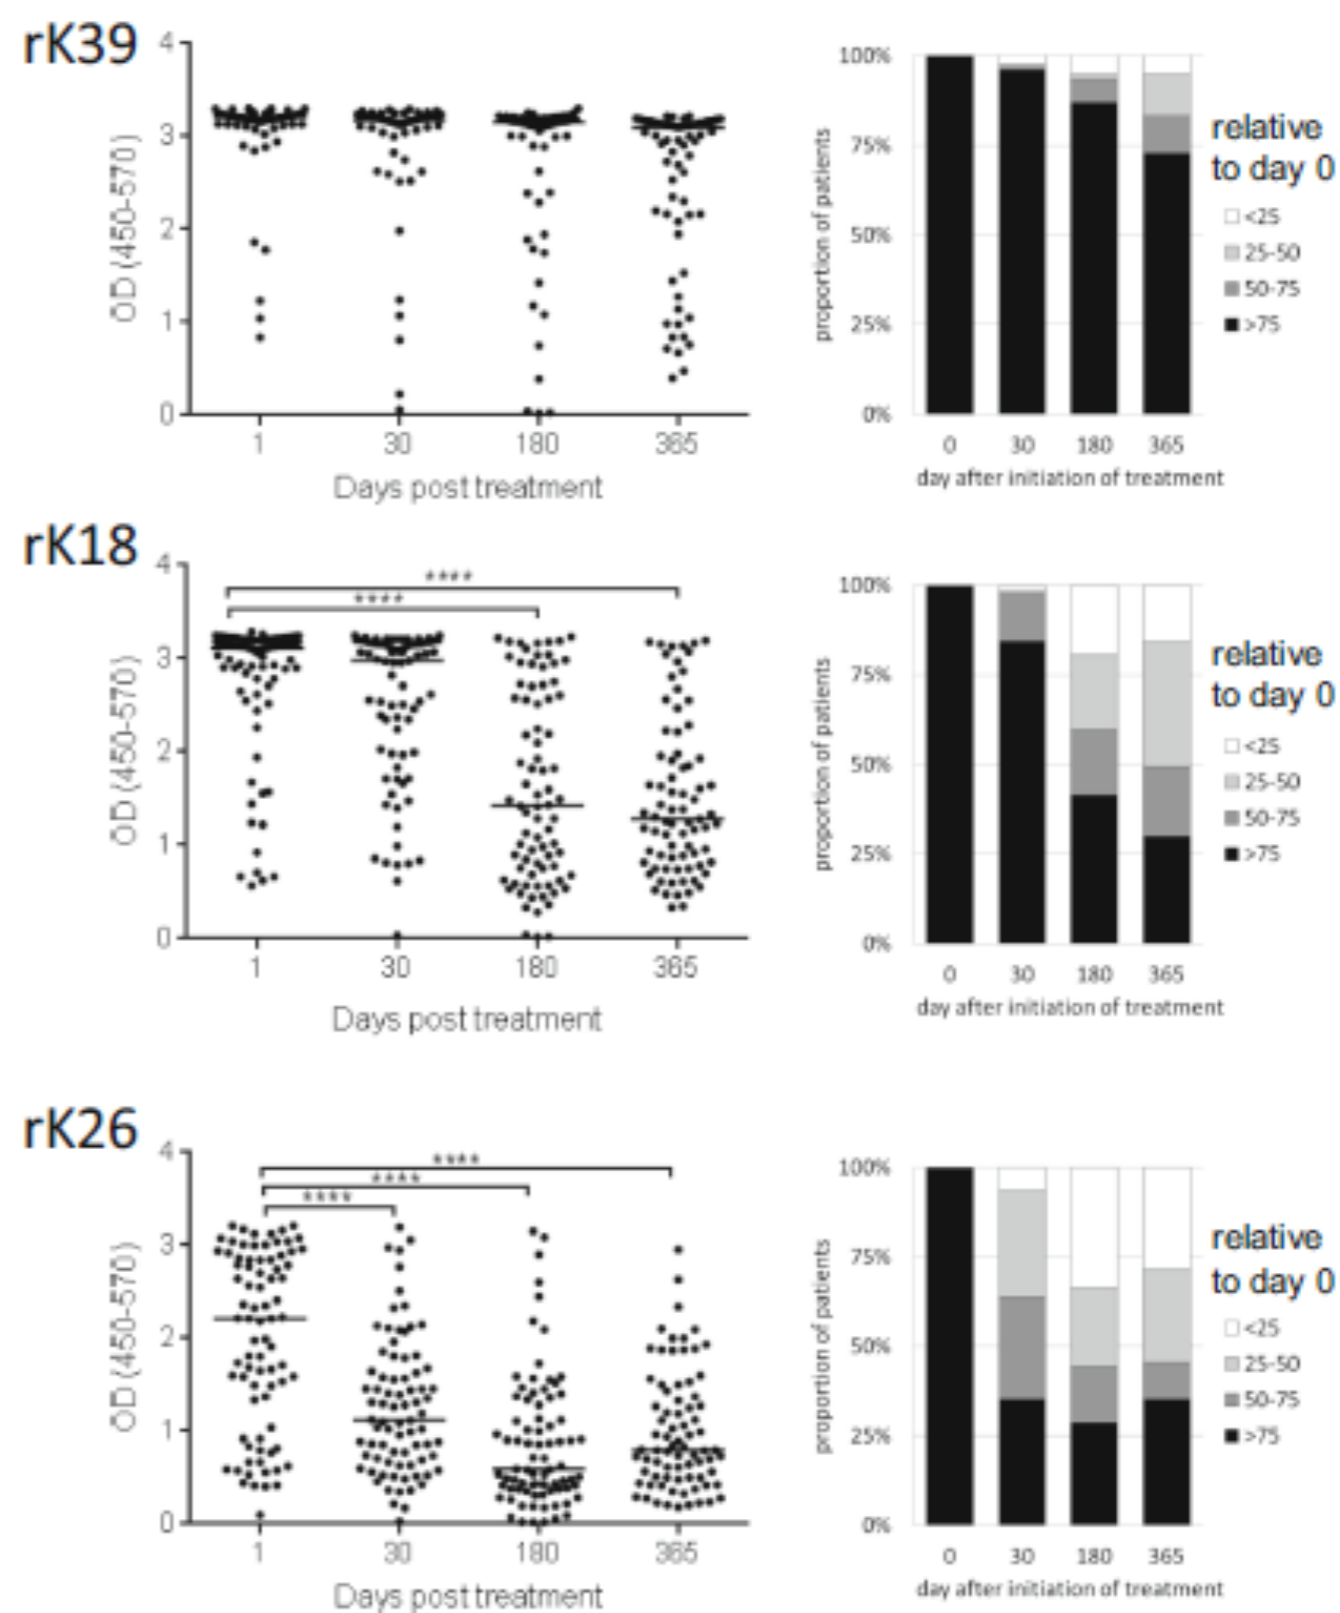 rK39
4
3
2
1
0
OD (450-570)
1 30 180 365
Days post treatment
100%
75%
50%
25%
0%
proportion of patients
0 30 180 365
day after initiation of treatment
relative
to day 0
<25
25-50
50-75
>75
rK18
4
3
2
1
0
OD (450-570)
****
****
1 30 180 365
Days post treatment
100%
75%
50%
25%
0%
proportion of patients
0 30 180 365
day after initiation of treatment
relative
to day 0
<25
25-50
50-75
>75
rK26
4
3
2
1
0
OD (450-570)
****
****
****
1 30 180 365
Days post treatment
100%
75%
50%
25%
0%
proportion of patients
0 30 180 365
day after initiation of treatment
relative
to day 0
<25
25-50
50-75
>75